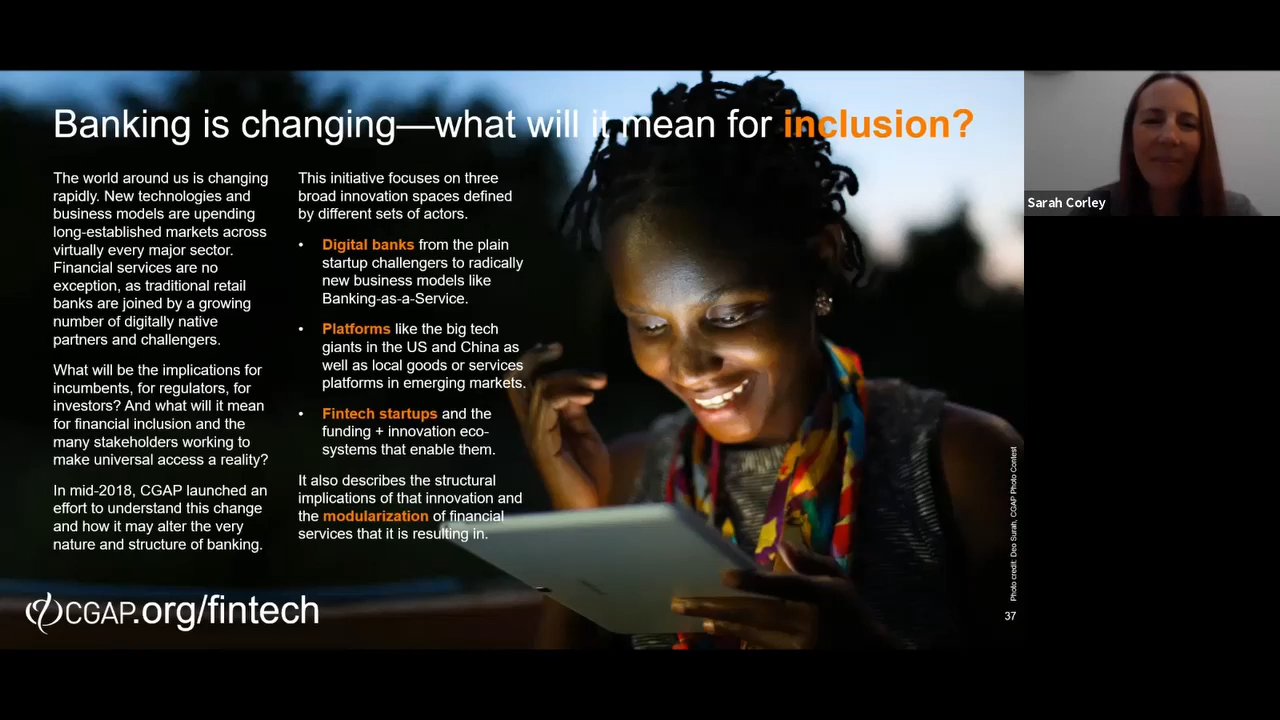 Banking is changing—what will it mean for inclusion?
The world around us is changing
rapidly. New technologies and
business models are upending
long-established markets across
virtually every major sector.
Financial services are no
exception, as traditional retail
banks are joined by a growing
number of digitally native
partners and challengers.
What will be the implications for
incumbents, for regulators, for
investors? And what will it mean
for financial inclusion and the
many stakeholders working to
make universal access a reality?
In mid-2018, CGAP launched an
effort to understand this change
and how it may alter the very
nature and structure of banking.
This initiative focuses on three
broad innovation spaces defined
by different sets of actors.
• Digital banks from the plain
startup challengers to radically
new business models like
Banking-as-a-Service.
• Platforms like the big tech
giants in the US and China as
well as local goods or services
platforms in emerging markets.
• Fintech startups and the
funding + innovation eco-
systems that enable them.
It also describes the structural
implications of that innovation and
the modularization of financial
services that it is resulting in.
CGAP.org/fintech
Photo credit: Deo Surah, CGAP Photo Contest
37
Sarah Corley